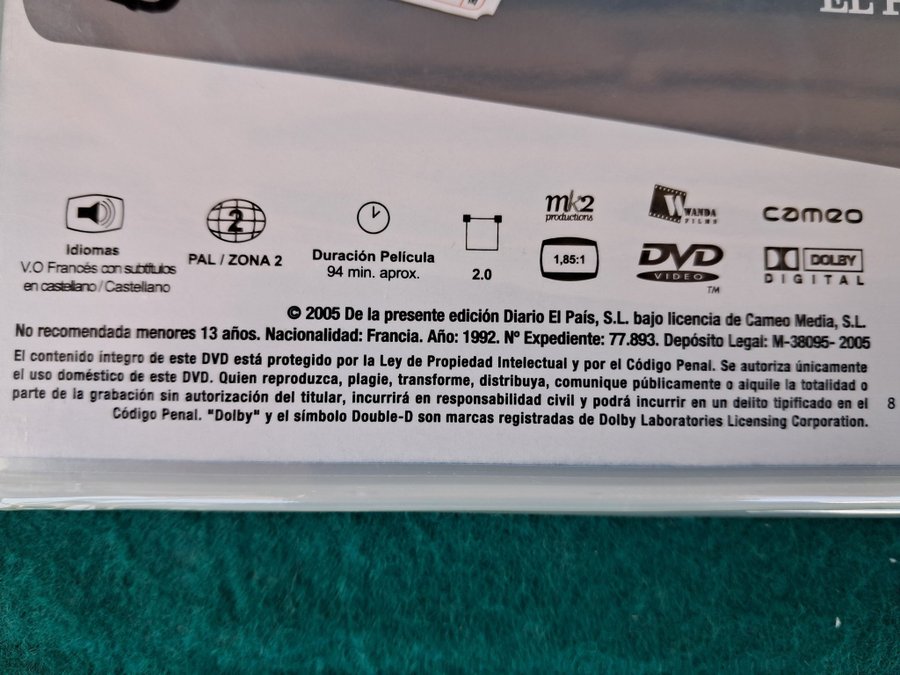 EL P
mk2
productions
WANDA
FILMS
cameo
2
Idiomas
V.O Francés con subtítulos
en castellano / Castellano
PAL / ZONA 2
Duración Película
94 min. aprox.
2.0
1,85:1
DVD
VIDEO
TM
DOLBY
DIGITAL
© 2005 De la presente edición Diario El País, S.L. bajo licencia de Cameo Media, S.L.
No recomendada menores 13 años. Nacionalidad: Francia. Año: 1992. Nº Expediente: 77.893. Depósito Legal: M-38095- 2005
El contenido integro de este DVD está protegido por la Ley de Propiedad Intelectual y por el Código Penal. Se autoriza únicamente
el uso doméstico de este DVD. Quien reproduzca, plagie, transforme, distribuya, comunique públicamente o alquile la totalidad o
parte de la grabación sin autorización del titular, incurrirá en responsabilidad civil y podrá incurrir en un delito tipificado en el
Código Penal. "Dolby" y el símbolo Double-D son marcas registradas de Dolby Laboratories Licensing Corporation.
8